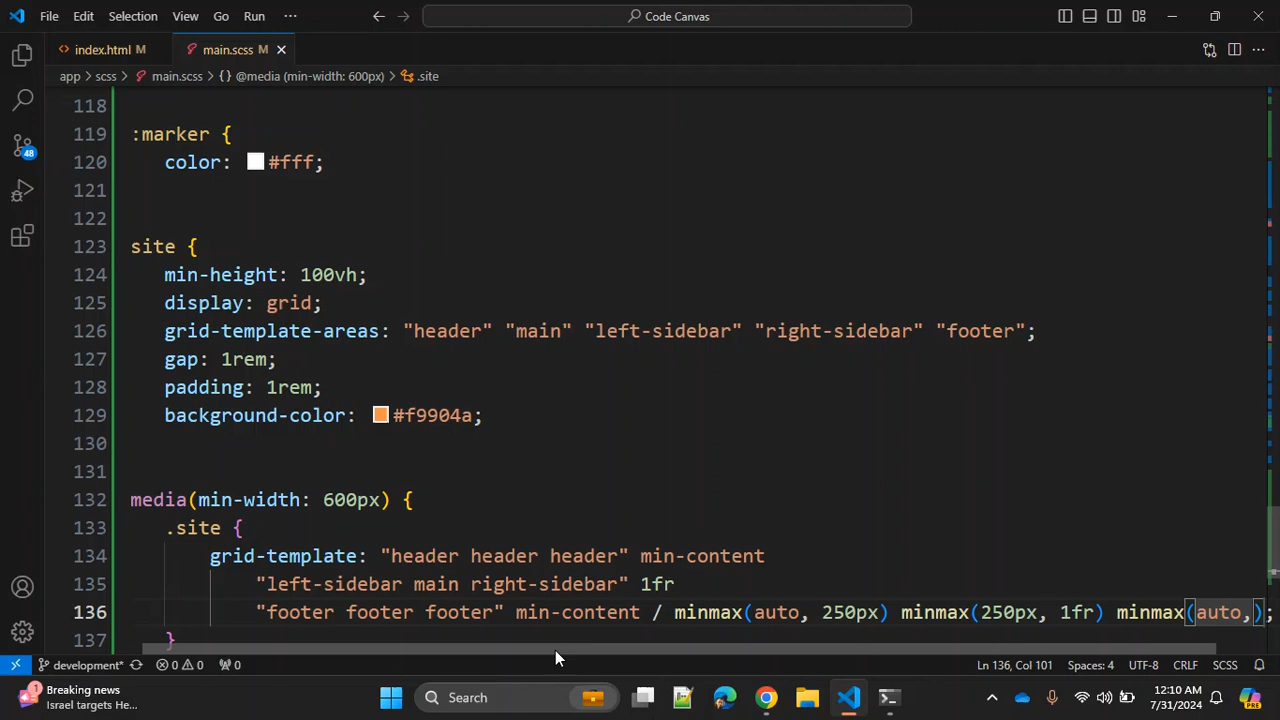 File Edit Selection View Go Run ··· Code Canvas
index.html M main.scss M
app > scss > main.scss > {} @media (min-width: 600px) > .site
118
119 :marker {
120 color: #fff;
121
122
123 site {
124 min-height: 100vh;
125 display: grid;
126 grid-template-areas: "header" "main" "left-sidebar" "right-sidebar" "footer";
127 gap: 1rem;
128 padding: 1rem;
129 background-color: #f9904a;
130
131
132 media(min-width: 600px) {
133 .site {
134 grid-template: "header header header" min-content
135 "left-sidebar main right-sidebar" 1fr
136 "footer footer footer" min-content / minmax(auto, 250px) minmax(250px, 1fr) minmax(auto,);
137 }
48
development* 0 0 0 Ln 136, Col 101 Spaces: 4 UTF-8 CRLF SCSS
1 Breaking news
Israel targets He...
Search
12:10 AM
7/31/2024
PRE